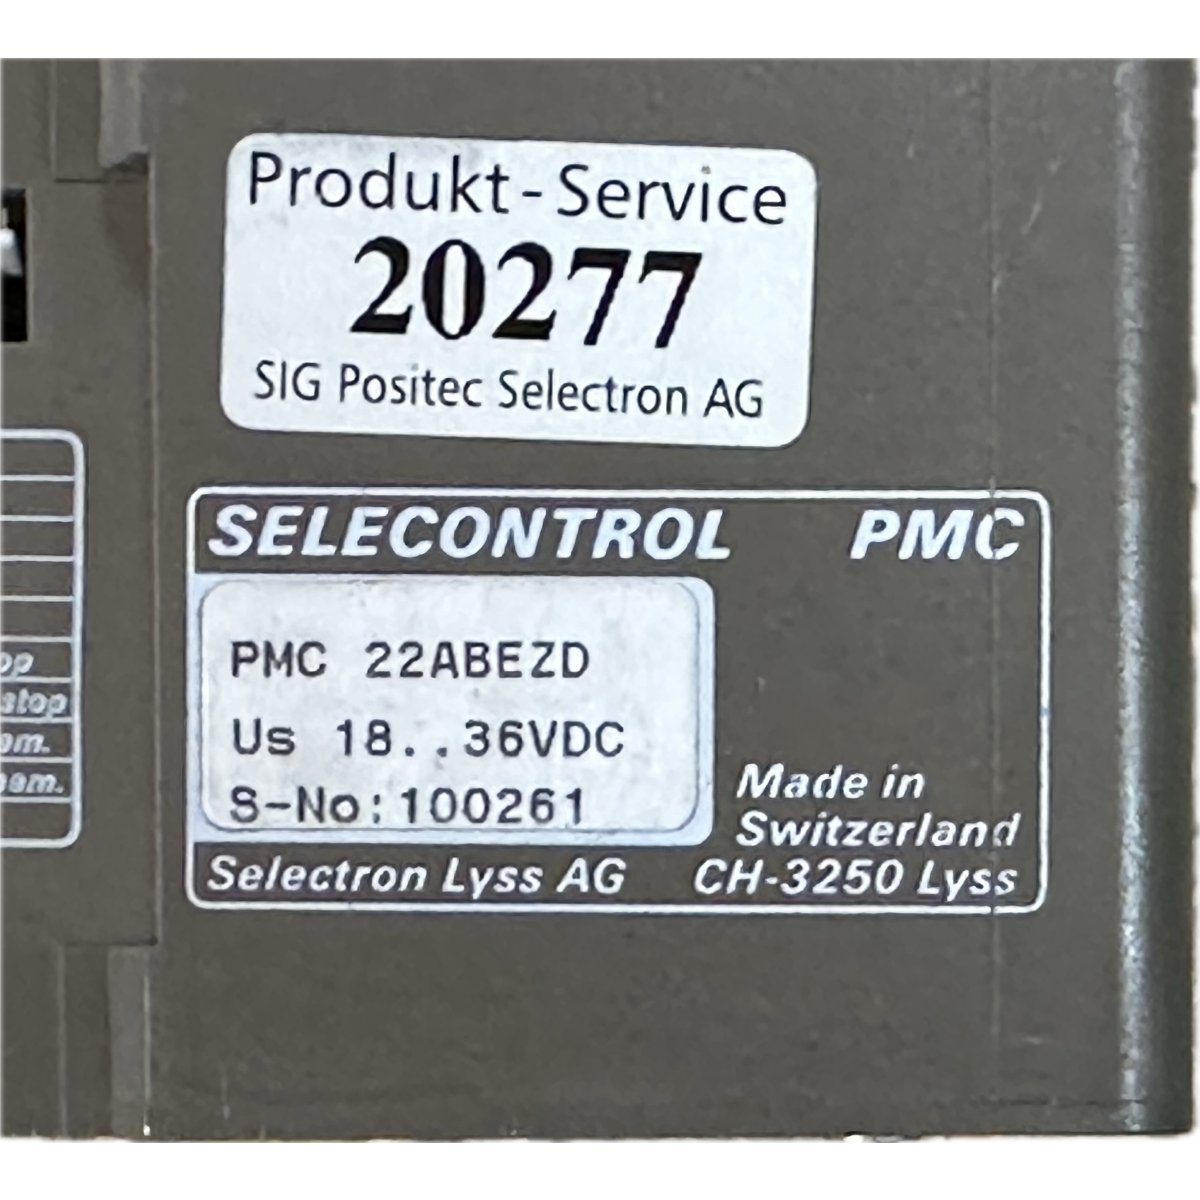 Produkt - Service
20277
SIG Positec Selectron AG
SELECONTROL PMC
PMC 22ABEZD
Us 18..36VDC
S-No:100261
Made in
Switzerland
Selectron Lyss AG CH-3250 Lyss